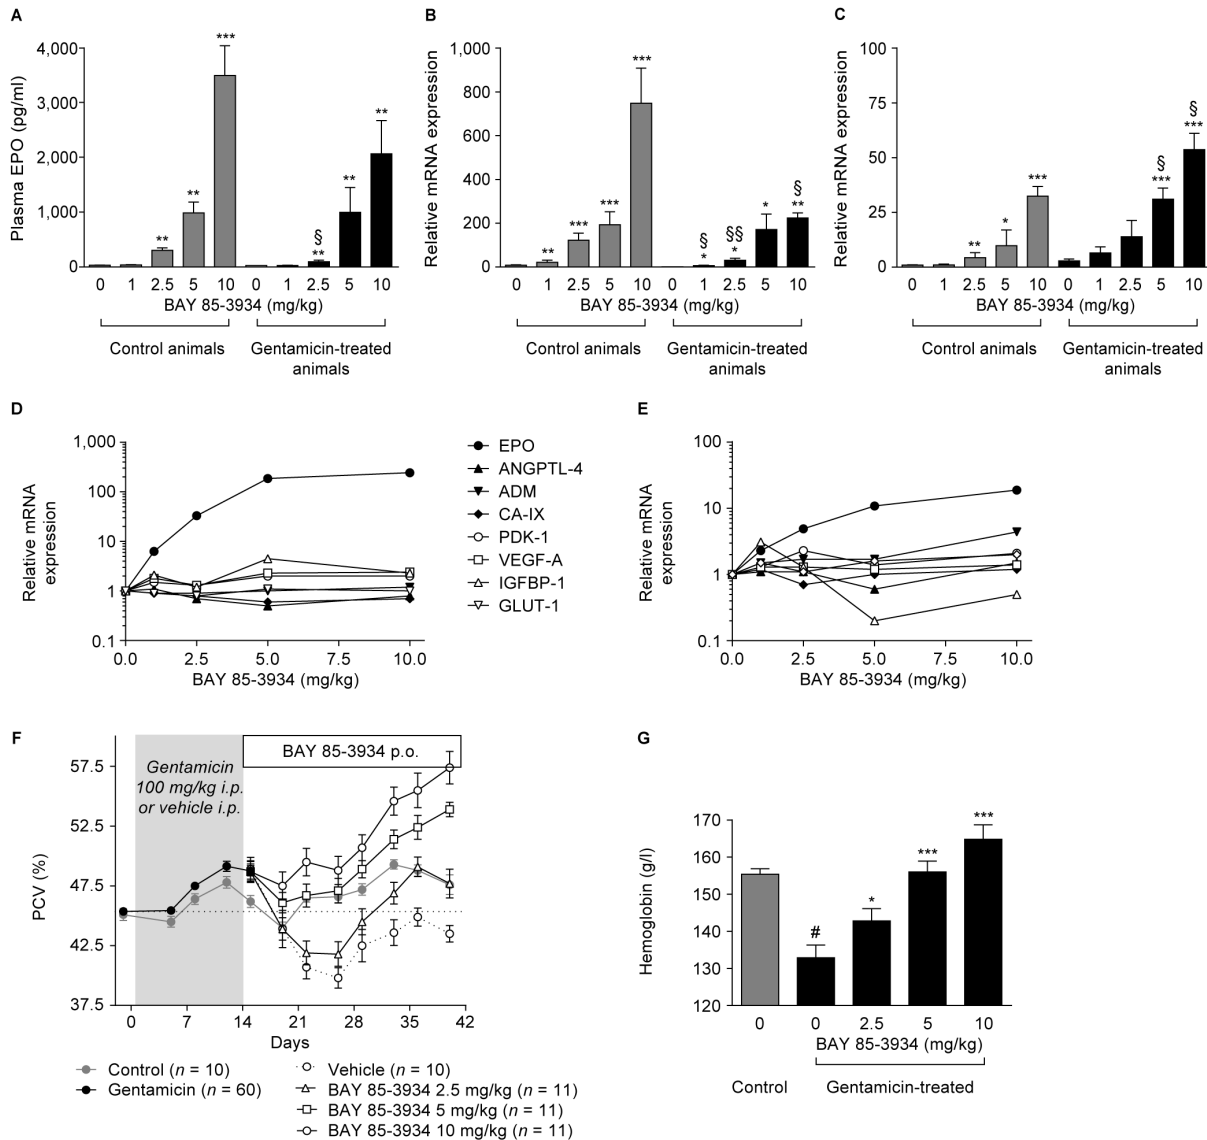 A
B
C
Plasma EPO (pg/ml)
4,000
3,000
2,000
1,000
0
**
**
***
§
**
**
**
0 1 2.5 5 10 0 1 2.5 5 10
BAY 85-3934 (mg/kg)
Control animals
Gentamicin-treated
animals
Relative mRNA expression
1,000
800
600
400
200
0
**
***
***
***
§
*
§§
*
*
§
**
0 1 2.5 5 10 0 1 2.5 5 10
BAY 85-3934 (mg/kg)
Control animals
Gentamicin-treated
animals
Relative mRNA expression
100
75
50
25
0
**
*
***
§
***
§
***
0 1 2.5 5 10 0 1 2.5 5 10
BAY 85-3934 (mg/kg)
Control animals
Gentamicin-treated
animals
D
Relative mRNA
expression
1,000
100
10
1
0.1
0.0 2.5 5.0 7.5 10.0
BAY 85-3934 (mg/kg)
EPO
ANGPTL-4
ADM
CA-IX
PDK-1
VEGF-A
IGFBP-1
GLUT-1
E
Relative mRNA
expression
100
10
1
0.1
0.0 2.5 5.0 7.5 10.0
BAY 85-3934 (mg/kg)
F
PCV (%)
57.5
52.5
47.5
42.5
37.5
Gentamicin
100 mg/kg i.p.
or vehicle i.p.
BAY 85-3934 p.o.
0 7 14 21 28 35 42
Days
Control (n = 10)
Gentamicin (n = 60)
Vehicle (n = 10)
BAY 85-3934 2.5 mg/kg (n = 11)
BAY 85-3934 5 mg/kg (n = 11)
BAY 85-3934 10 mg/kg (n = 11)
G
Hemoglobin (g/l)
170
160
150
140
130
120
#
*
***
***
0 0 2.5 5 10
BAY 85-3934 (mg/kg)
Control
Gentamicin-treated